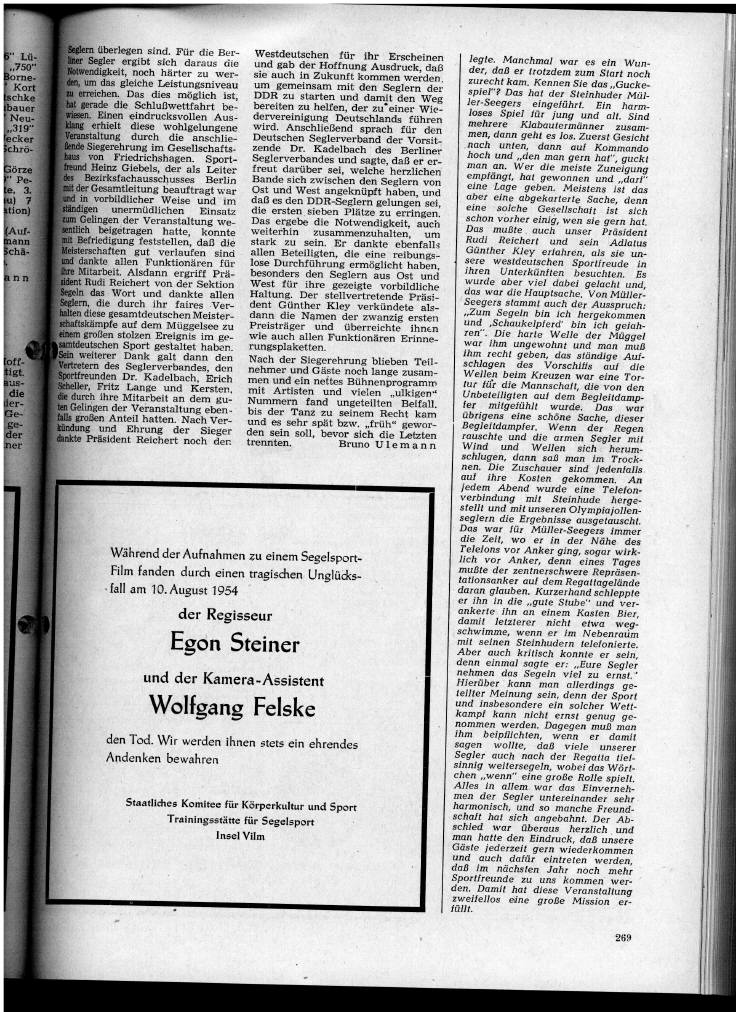 6" Lü-
„750"
Borne-
Kort
tschke
bauer
Neu-
„319"
ecker
Schrö-
Görze
" Pe-
te. 3.
au) 7
ation)
(Auf-
mann
Schä-
ann
Hoff-
tigt.
aus-
die
ier-
Ge-
ge-
der
ner
Seglern überlegen sind. Für die Ber-
liner Segler ergibt sich daraus die
Notwendigkeit, noch härter zu wer-
den, um das gleiche Leistungsniveau
zu erreichen. Das dies möglich ist,
hat gerade die Schlußwettfahrt be-
wiesen. Einen eindrucksvollen Aus-
klang erhielt diese wohlgelungene
Veranstaltung durch die anschlie-
ßende Siegerehrung im Gesellschafts-
haus von Friedrichshagen. Sport-
freund Heinz Giebels, der als Leiter
des Bezirksfachausschusses Berlin
mit der Gesamtleitung beauftragt war
und in vorbildlicher Weise und im
ständigen unermüdlichen Einsatz
zum Gelingen der Veranstaltung we-
sentlich beigetragen hatte, konnte
mit Befriedigung feststellen, daß die
Meisterschaften gut verlaufen sind
und dankte allen Funktionären für
ihre Mitarbeit. Alsdann ergriff Prä-
sident Rudi Reichert von der Sektion
Segeln das Wort und dankte allen
Seglern, die durch ihr faires Ver-
halten diese gesamtdeutschen Meister-
schaftskämpfe auf dem Müggelsee zu
einem großen stolzen Ereignis im ge-
samtdeutschen Sport gestaltet haben.
Sein weiterer Dank galt dann den
Vertretern des Seglerverbandes, den
Sportfreunden Dr. Kadelbach, Erich
Scheller, Fritz Lange und Kersten,
die durch ihre Mitarbeit an dem gu-
ten Gelingen der Veranstaltung eben-
falls großen Anteil hatten. Nach Ver-
kündung und Ehrung der Sieger
dankte Präsident Reichert noch den
Westdeutschen für ihr Erscheinen
und gab der Hoffnung Ausdruck, daß
sie auch in Zukunft kommen werden,
um gemeinsam mit den Seglern der
DDR zu starten und damit den Weg
bereiten zu helfen, der zu einer Wie-
dervereinigung Deutschlands führen
wird. Anschließend sprach für den
Deutschen Seglerverband der Vorsit-
zende Dr. Kadelbach des Berliner
Seglerverbandes und sagte, daß er er-
freut darüber sei, welche herzlichen
Bande sich zwischen den Seglern von
Ost und West angeknüpft haben, und
daß es den DDR-Seglern gelungen sei,
die ersten sieben Plätze zu erringen.
Das ergebe die Notwendigkeit, auch
weiterhin zusammenzuhalten, um
stark zu sein. Er dankte ebenfalls
allen Beteiligten, die eine reibungs-
lose Durchführung ermöglicht haben,
besonders den Seglern aus Ost und
West für ihre gezeigte vorbildliche
Haltung. Der stellvertretende Präsi-
dent Günther Kley verkündete als-
dann die Namen der zwanzig ersten
Preisträger und überreichte ihnen
wie auch allen Funktionären Erinne-
rungsplaketten.
Nach der Siegerehrung blieben Teil-
nehmer und Gäste noch lange zusam-
men und ein nettes Bühnenprogramm
mit Artisten und vielen „ulkigen"
Nummern fand ungeteilten Beifall,
bis der Tanz zu seinem Recht kam
und es sehr spät bzw. „früh" gewor-
den sein soll, bevor sich die Letzten
trennten. Bruno Ulemann
Während der Aufnahmen zu einem Segelsport-
Film fanden durch einen tragischen Unglücks-
fall am 10. August 1954
der Regisseur
Egon Steiner
und der Kamera-Assistent
Wolfgang Felske
den Tod. Wir werden ihnen stets ein ehrendes
Andenken bewahren
Staatliches Komitee für Körperkultur und Sport
Trainingsstätte für Segelsport
Insel Vilm
legte. Manchmal war es ein Wun-
der, daß er trotzdem zum Start noch
zurecht kam. Kennen Sie das „Gucke-
spiel"? Das hat der Steinhuder Mül-
ler-Seegers eingeführt. Ein harm-
loses Spiel für jung und alt. Sind
mehrere Klabautermänner zusam-
men, dann geht es los. Zuerst Gesicht
nach unten, dann auf Kommando
hoch und „den man gern hat", guckt
man an. Wer die meiste Zuneigung
empfängt, hat gewonnen und „darf"
eine Lage geben. Meistens ist das
aber eine abgekartete Sache, denn
eine solche Gesellschaft ist sich
schon vorher einig, wen sie gern hat.
Das mußte auch unser Präsident
Rudi Reichert und sein Adlatus
Günther Kley erfahren, als sie un-
sere westdeutschen Sportfreude in
ihren Unterkünften besuchten. Es
wurde aber viel dabei gelacht und,
das war die Hauptsache. Von Müller-
Seegers stammt auch der Ausspruch:
„Zum Segeln bin ich hergekommen
und ‚Schaukelpferd' bin ich gefah-
ren". Die harte Welle der Müggel
war ihm ungewohnt und man muß
ihm recht geben, das ständige Auf-
schlagen des Vorschiffs auf die
Wellen beim Kreuzen war eine Tor-
tur für die Mannschaft, die von den
Unbeteiligten auf dem Begleitdamp-
fer mitgefühlt wurde. Das war
übrigens eine schöne Sache, dieser
Begleitdampfer. Wenn der Regen
rauschte und die armen Segler mit
Wind und Wellen sich herum-
schlugen, dann saß man im Trock-
nen. Die Zuschauer sind jedenfalls
auf ihre Kosten gekommen. An
jedem Abend wurde eine Telefon-
verbindung mit Steinhude herge-
stellt und mit unseren Olympiajollen-
seglern die Ergebnisse ausgetauscht.
Das war für Müller-Seegers immer
die Zeit, wo er in der Nähe des
Telefons vor Anker ging, sogar wirk-
lich vor Anker, denn eines Tages
mußte der zentnerschwere Repräsen-
tationsanker auf dem Regattagelände
daran glauben. Kurzerhand schleppte
er ihn in die „gute Stube" und ver-
ankerte ihn an einem Kasten Bier,
damit letzterer nicht etwa weg-
schwimme, wenn er im Nebenraum
mit seinen Steinhudern telefonierte.
Aber auch kritisch konnte er sein,
denn einmal sagte er: „Eure Segler
nehmen das Segeln viel zu ernst.'
Hierüber kann man allerdings ge-
teilter Meinung sein, denn der Sport
und insbesondere ein solcher Wett-
kampf kann nicht ernst genug ge-
nommen werden. Dagegen muß man
ihm beipflichten, wenn er damit
sagen wollte, daß viele unserer
Segler auch nach der Regatta tief-
sinnig weitersegeln, wobei das Wört-
chen „wenn" eine große Rolle spielt.
Alles in allem war das Einverneh-
men der Segler untereinander sehr
harmonisch, und so manche Freund-
schaft hat sich angebahnt. Der Ab-
schied war überaus herzlich und
man hatte den Eindruck, daß unsere
Gäste jederzeit gern wiederkommen
und auch dafür eintreten werden,
daß im nächsten Jahr noch mehr
Sportfreunde zu uns kommen wer-
den. Damit hat diese Veranstaltung
zweifellos eine große Mission er-
füllt.
269